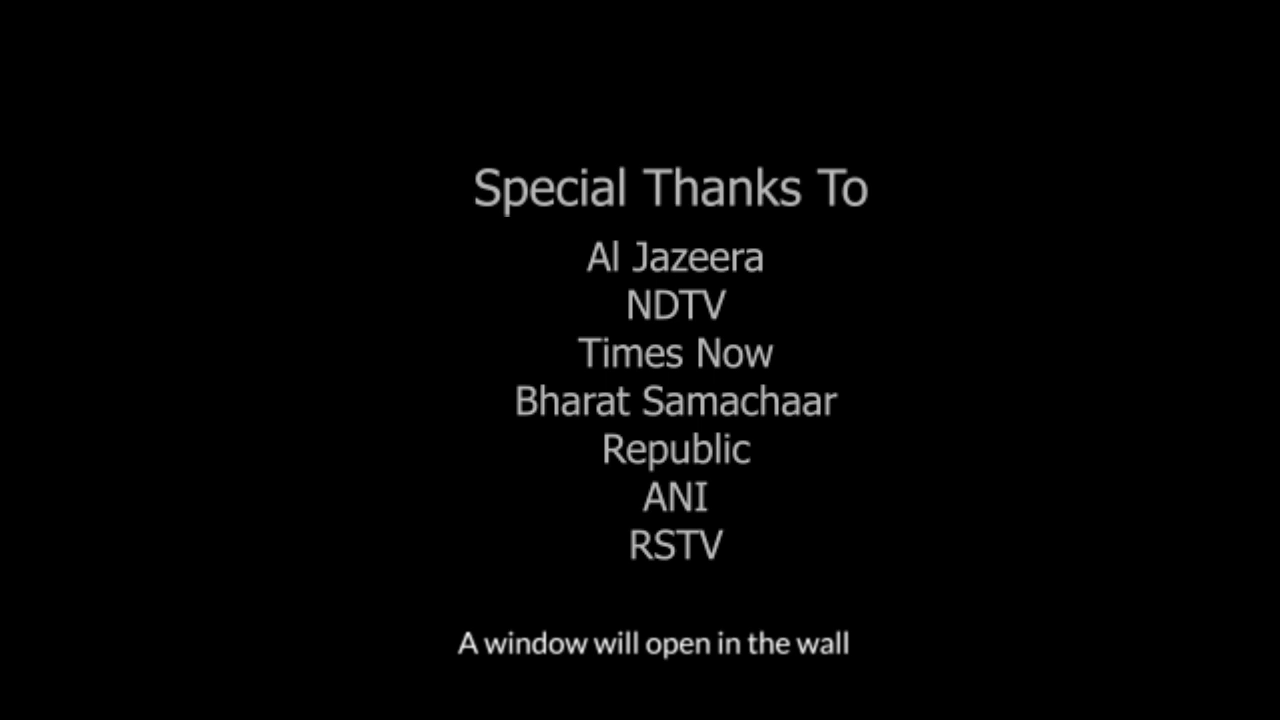 Special Thanks To
Al Jazeera
NDTV
Times Now
Bharat Samachaar
Republic
ANI
RSTV
A window will open in the wall